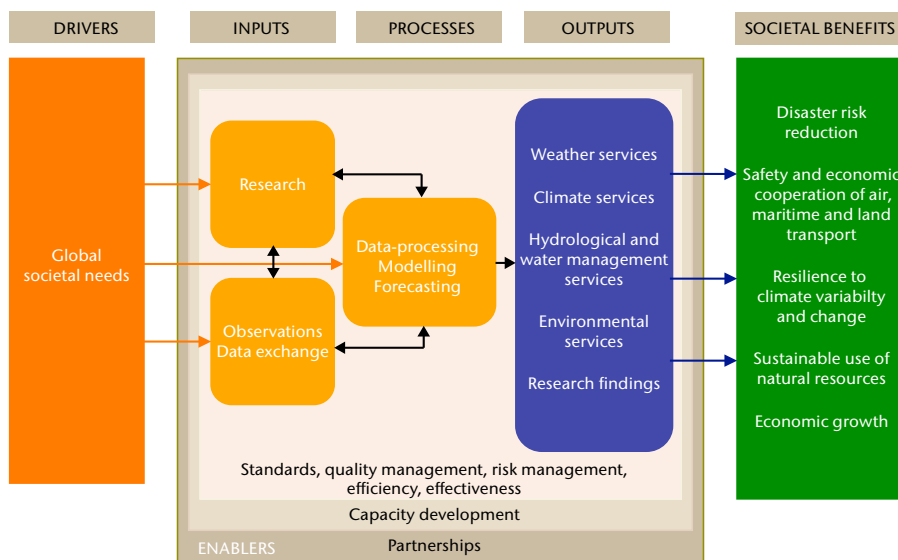 DRIVERS
INPUTS
PROCESSES
OUTPUTS
SOCIETAL BENEFITS
Global
societal needs
Research
Observations
Data exchange
Data-processing
Modelling
Forecasting
Weather services
Climate services
Hydrological and
water management
services
Environmental
services
Research findings
Disaster risk
reduction
Safety and economic
cooperation of air,
maritime and land
transport
Resilience to
climate variabilty
and change
Sustainable use of
natural resources
Economic growth
Standards, quality management, risk management,
efficiency, effectiveness
Capacity development
ENABLERS
Partnerships